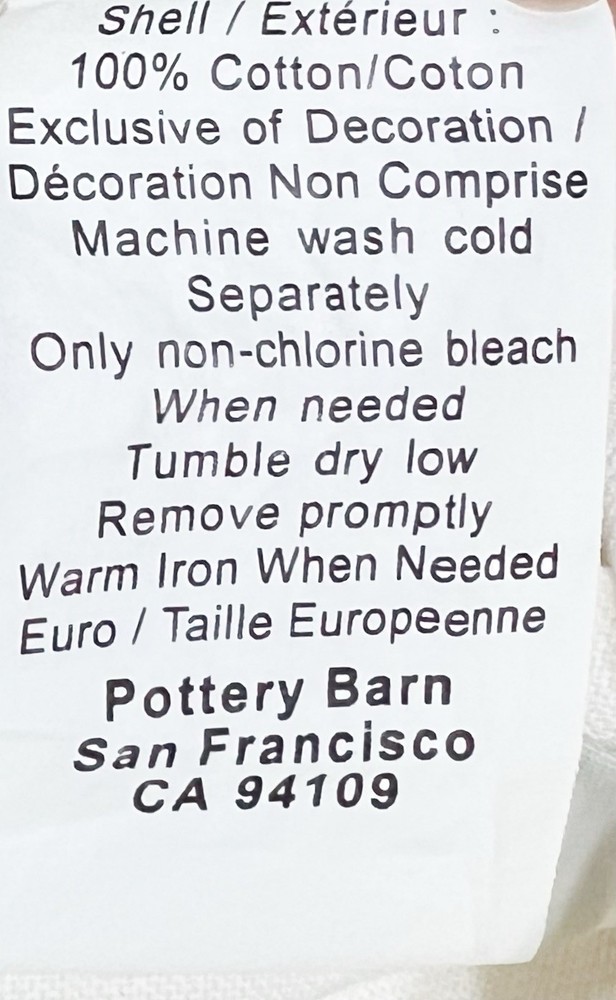 Shell / Extérieur :
100% Cotton/Coton
Exclusive of Decoration /
Décoration Non Comprise
Machine wash cold
Separately
Only non-chlorine bleach
When needed
Tumble dry low
Remove promptly
Warm Iron When Needed
Euro / Taille Europeenne
Pottery Barn
San Francisco
CA 94109